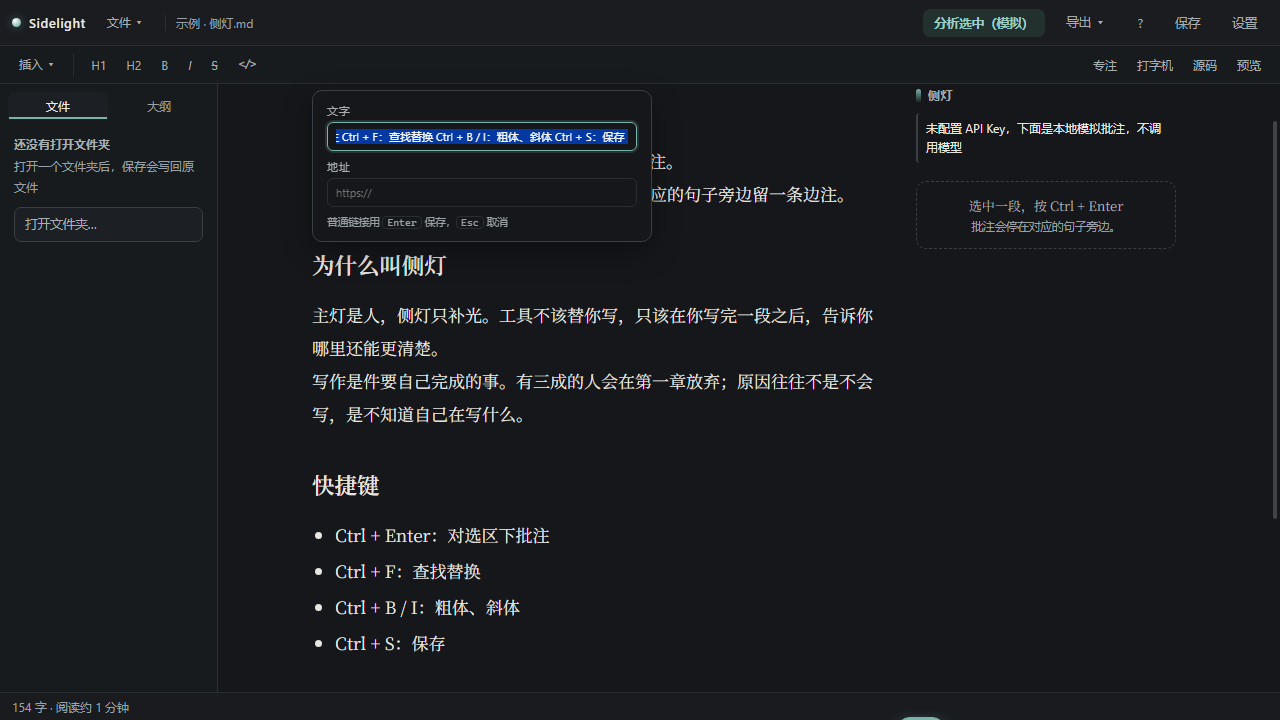 Sidelight 文件 示例 · 侧灯.md 分析选中（模拟） 导出 ? 保存 设置
插入 H1 H2 B I S </> 专注 打字机 源码 预览
文件 大纲
还没有打开文件夹
打开一个文件夹后，保存会写回原
文件
打开文件夹...
文字
Ctrl + F：查找替换 Ctrl + B / I：粗体、斜体 Ctrl + S：保存
地址
https://
普通链接用 Enter 保存，Esc 取消
注。
应的句子旁边留一条边注。
为什么叫侧灯
主灯是人，侧灯只补光。工具不该替你写，只该在你写完一段之后，告诉你
哪里还能更清楚。
写作是件要自己完成的事。有三成的人会在第一章放弃；原因往往不是不会
写，是不知道自己在写什么。
快捷键
Ctrl + Enter：对选区下批注
Ctrl + F：查找替换
Ctrl + B / I：粗体、斜体
Ctrl + S：保存
侧灯
未配置 API Key，下面是本地模拟批注，不调
用模型
选中一段，按 Ctrl + Enter
批注会停在对应的句子旁边。
154 字 · 阅读约 1 分钟